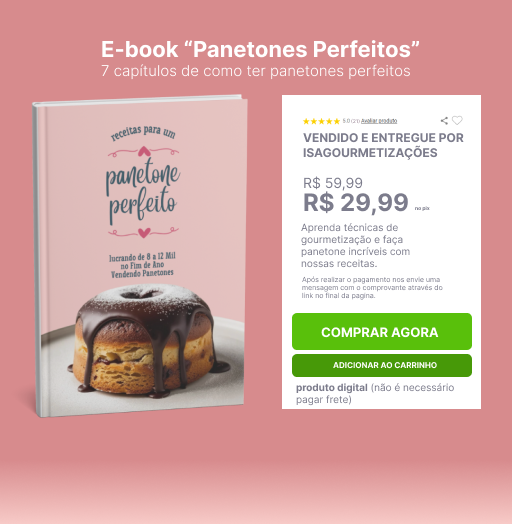 E-book “Panetones Perfeitos”
7 capítulos de como ter panetones perfeitos
receitas para um
panetone
perfeito
lucrando de 8 a 12 Mil
no Fim de Ano
Vendendo Panetones
5.0 (21) Avaliar produto
VENDIDO E ENTREGUE POR
ISAGOURMETIZAÇÕES
R$ 59,99
R$ 29,99 no pix
Aprenda técnicas de
gourmetização e faça
panetone incríveis com
nossas receitas.
Após realizar o pagamento nos envie uma
mensagem com o comprovante através do
link no final da pagina.
COMPRAR AGORA
ADICIONAR AO CARRINHO
produto digital (não é necessário
pagar frete)